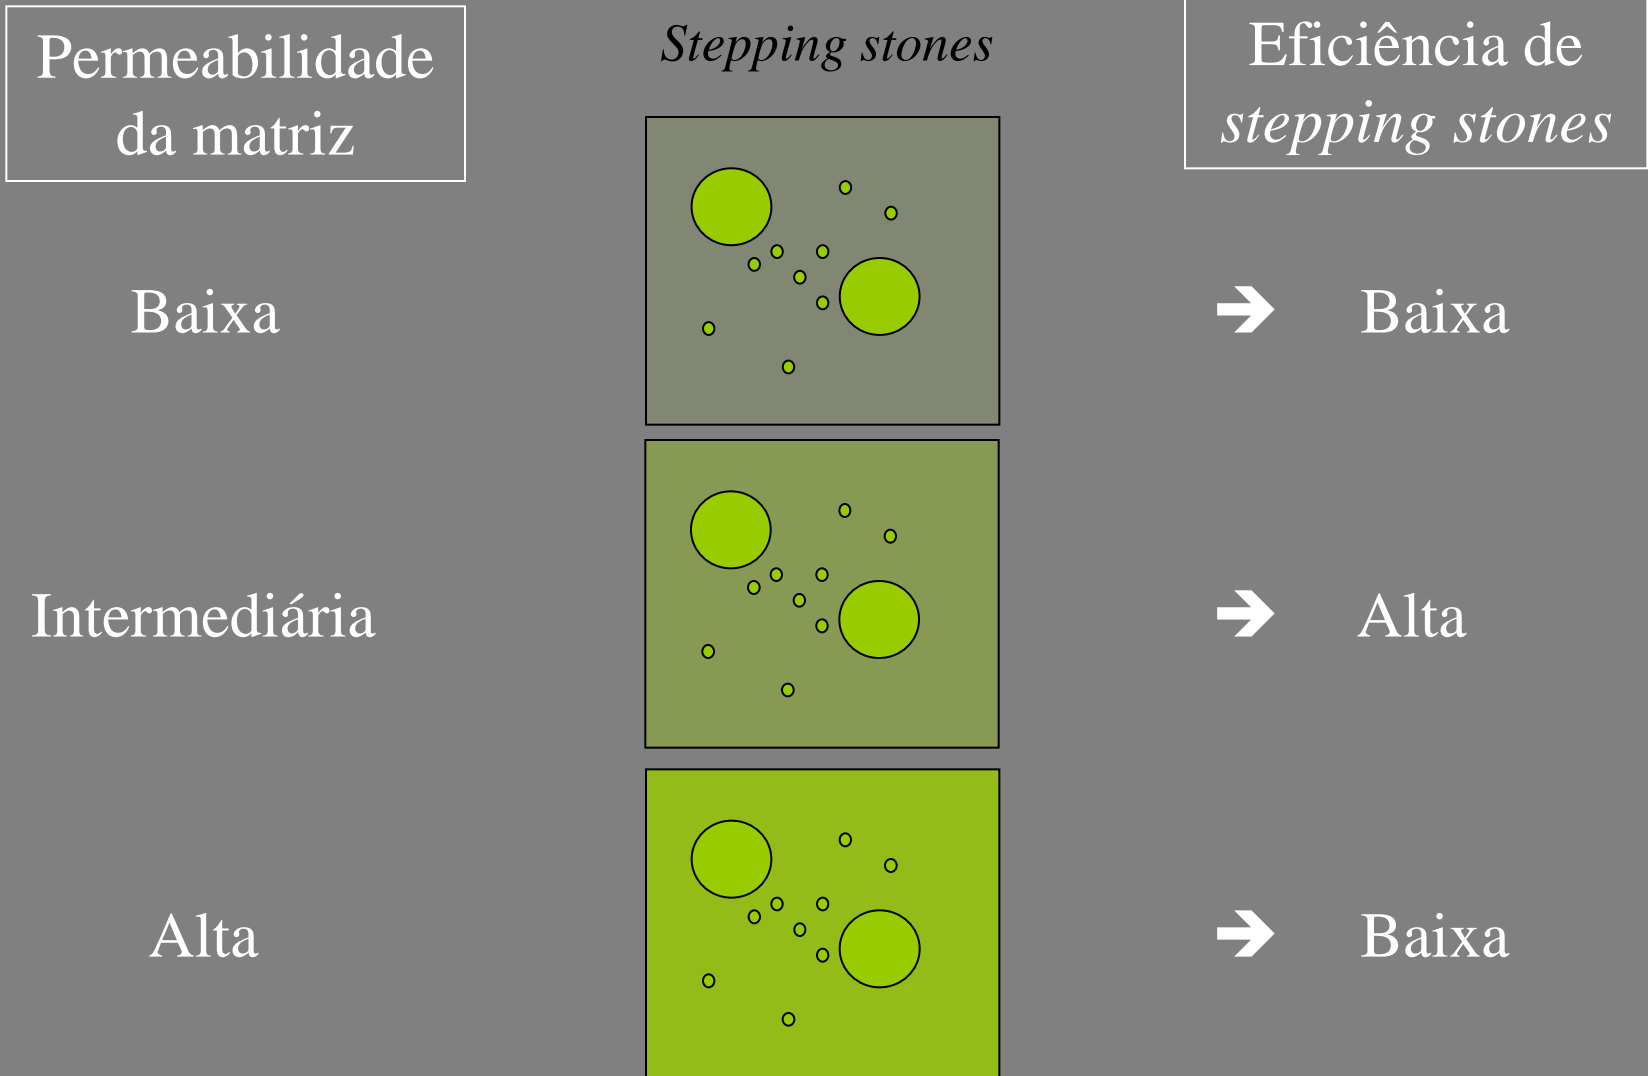 Permeabilidade
da matriz
Stepping stones
Eficiência de
stepping stones
Baixa
➔ Baixa
Intermediária
➔ Alta
Alta
➔ Baixa